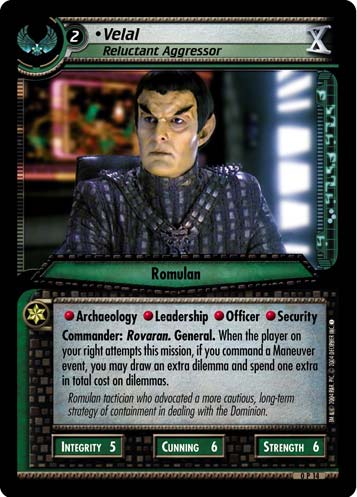 2
• Velal
Reluctant Aggressor
X
Romulan
Archaeology Leadership Officer Security
Commander: Rovaran. General. When the player
on your right attempts this mission, if you command a Maneuver
event, you may draw an extra dilemma and spend one extra
in total cost on dilemmas.
Romulan tactician who advocated a more cautious, long-term
strategy of containment in dealing with the Dominion.
INTEGRITY 5 CUNNING 6 STRENGTH 6
0 P 14